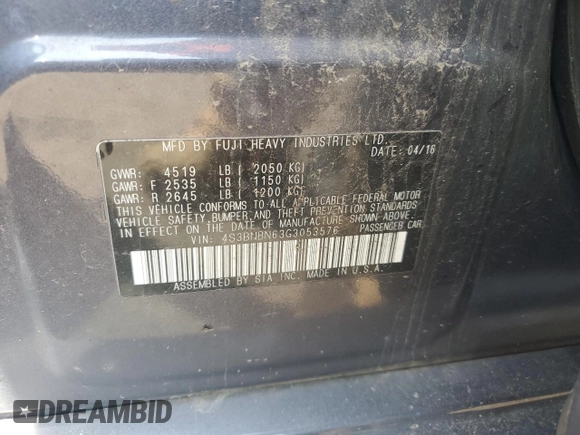 MFD BY FUJI HEAVY INDUSTRIES LTD.
DATE: 04/16
GVWR: 4519 LB ( 2050 KG)
GAWR: F 2535 LB ( 1150 KG)
GAWR: R 2645 LB ( 1200 KG)
THIS VEHICLE CONFORMS TO ALL APPLICABLE FEDERAL MOTOR
VEHICLE SAFETY,BUMPER,AND THEFT PREVENTION STANDARDS
IN EFFECT ON THE DATE OF MANUFACTURE SHOWN ABOVE.
VIN: 4S3BNBN63G3053576 PASSENGER CAR
ASSEMBLED BY SIA INC. MADE IN U.S.A.
DREAMBID